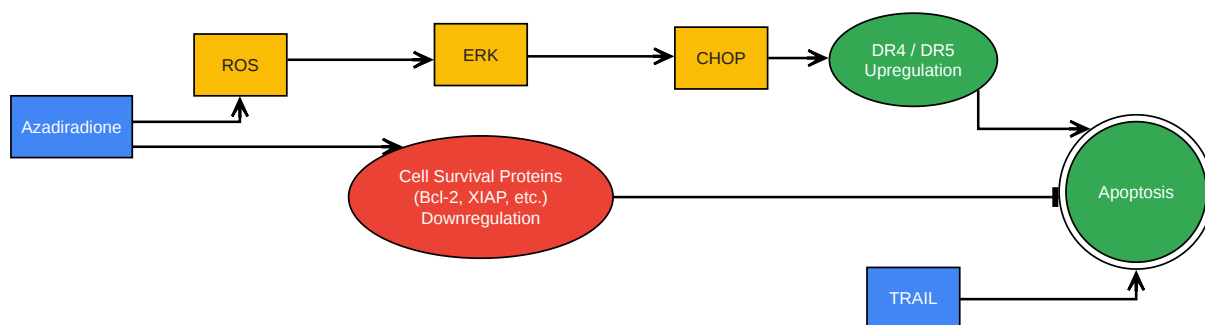 ROS
ERK
CHOP
DR4 / DR5
Upregulation
Azadiradione
Cell Survival Proteins
(Bcl-2, XIAP, etc.)
Downregulation
Apoptosis
TRAIL